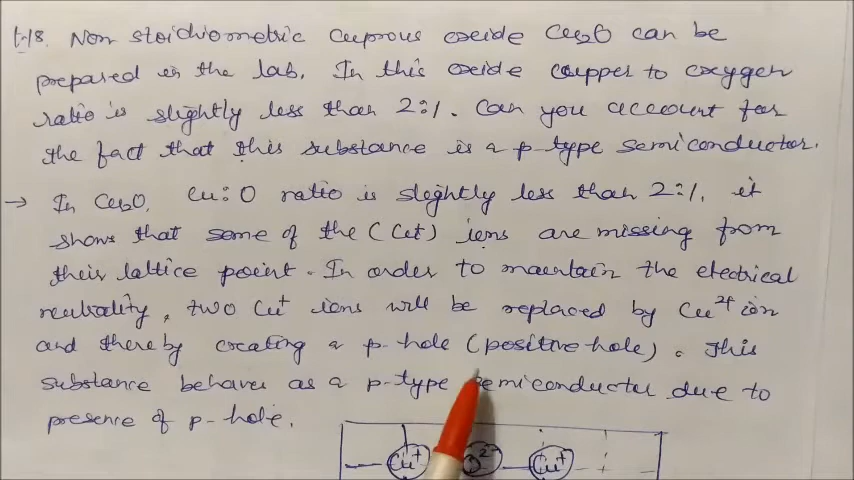 1.18. Non stoichiometric cuprous oxide Cu2O can be
prepared in the lab. In this oxide copper to oxygen
ratio is slightly less than 2:1. Can you account for
the fact that this substance is a p-type semiconductor.
→ In Cu2O, Cu:O ratio is slightly less than 2:1, it
shows that some of the (Cu+) ions are missing from
their lattice point. In order to maintain the electrical
neutrality, two Cu+ ions will be replaced by Cu2+ ion
and thereby creating a p-hole (positive hole). This
substance behaves as a p-type semiconductor due to
presence of p-hole.
Cu+ O2- Cu+